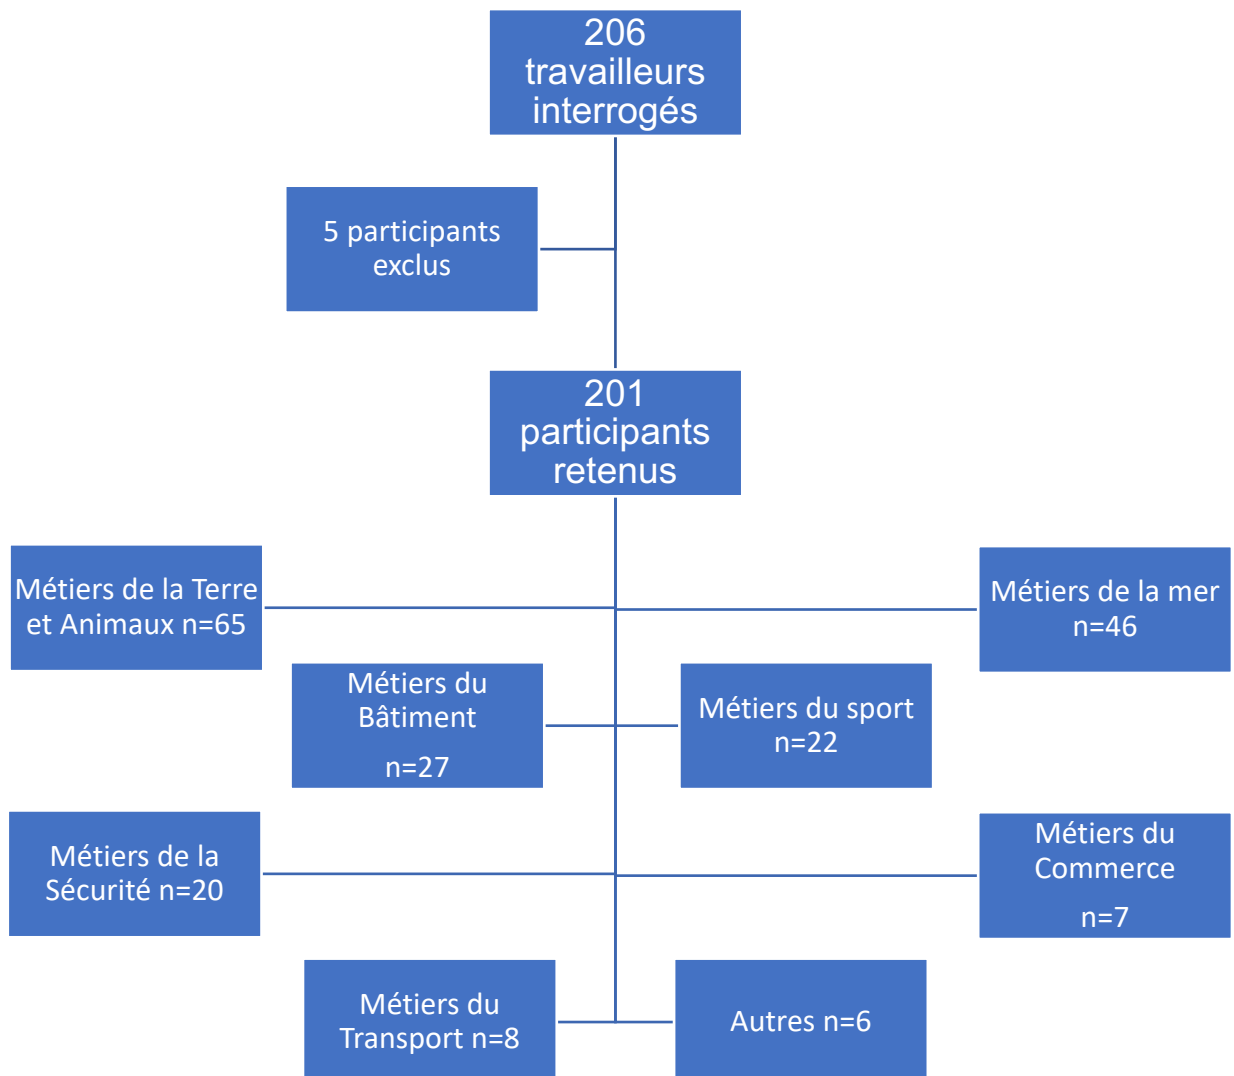 206
travailleurs
interrogés
5 participants
exclus
201
participants
retenus
Métiers de la Terre
et Animaux n=65
Métiers de la mer
n=46
Métiers du
Bâtiment
n=27
Métiers du sport
n=22
Métiers de la
Sécurité n=20
Métiers du
Commerce
n=7
Métiers du
Transport n=8
Autres n=6